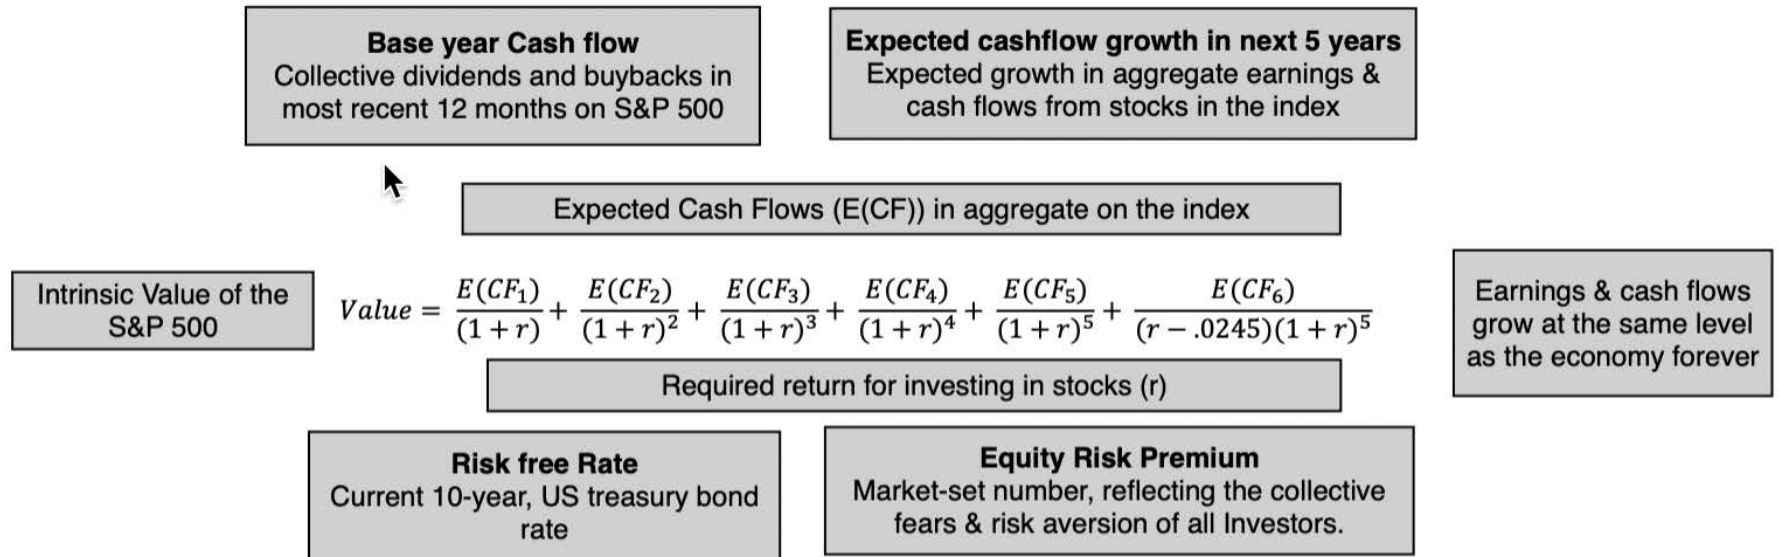 Base year Cash flow
Collective dividends and buybacks in
most recent 12 months on S&P 500
Expected cashflow growth in next 5 years
Expected growth in aggregate earnings &
cash flows from stocks in the index
Expected Cash Flows (E(CF)) in aggregate on the index
Intrinsic Value of the
S&P 500
Value = E(CF₁)/(1 + r) + E(CF₂)/(1 + r)² + E(CF₃)/(1 + r)³ + E(CF₄)/(1 + r)⁴ + E(CF₅)/(1 + r)⁵ + E(CF₆)/(r − .0245)(1 + r)⁵
Earnings & cash flows
grow at the same level
as the economy forever
Required return for investing in stocks (r)
Risk free Rate
Current 10-year, US treasury bond
rate
Equity Risk Premium
Market-set number, reflecting the collective
fears & risk aversion of all Investors.